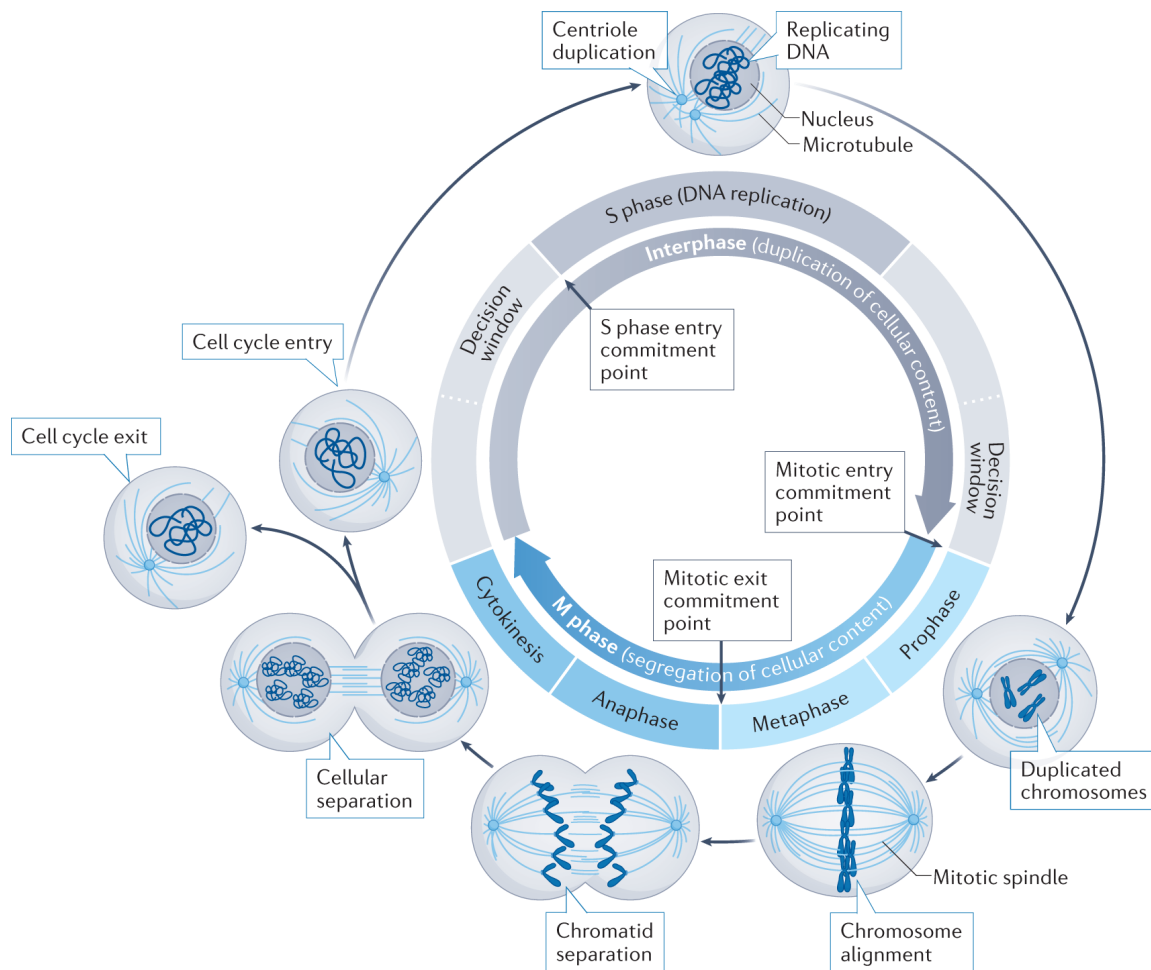 Centriole
duplication
Replicating
DNA
Nucleus
Microtubule
S phase (DNA replication)
Interphase (duplication of cellular content)
Decision
window
S phase entry
commitment
point
Cell cycle entry
Cell cycle exit
Decision
window
Mitotic entry
commitment
point
Mitotic exit
commitment
point
Cytokinesis
M phase (segregation of cellular content)
Prophase
Anaphase
Metaphase
Cellular
separation
Duplicated
chromosomes
Mitotic spindle
Chromatid
separation
Chromosome
alignment